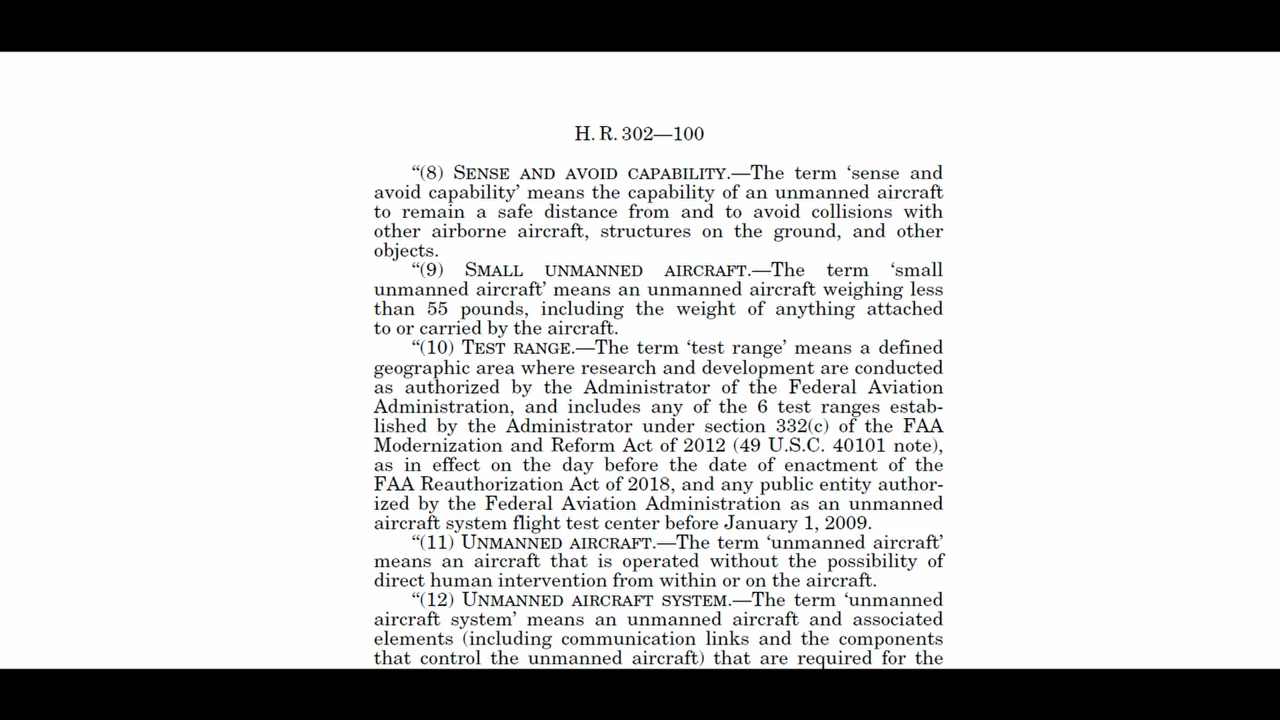 H. R. 302—100
“(8) SENSE AND AVOID CAPABILITY.—The term ‘sense and
avoid capability’ means the capability of an unmanned aircraft
to remain a safe distance from and to avoid collisions with
other airborne aircraft, structures on the ground, and other
objects.
“(9) SMALL UNMANNED AIRCRAFT.—The term ‘small
unmanned aircraft’ means an unmanned aircraft weighing less
than 55 pounds, including the weight of anything attached
to or carried by the aircraft.
“(10) TEST RANGE.—The term ‘test range’ means a defined
geographic area where research and development are conducted
as authorized by the Administrator of the Federal Aviation
Administration, and includes any of the 6 test ranges estab-
lished by the Administrator under section 332(c) of the FAA
Modernization and Reform Act of 2012 (49 U.S.C. 40101 note),
as in effect on the day before the date of enactment of the
FAA Reauthorization Act of 2018, and any public entity author-
ized by the Federal Aviation Administration as an unmanned
aircraft system flight test center before January 1, 2009.
“(11) UNMANNED AIRCRAFT.—The term ‘unmanned aircraft’
means an aircraft that is operated without the possibility of
direct human intervention from within or on the aircraft.
“(12) UNMANNED AIRCRAFT SYSTEM.—The term ‘unmanned
aircraft system’ means an unmanned aircraft and associated
elements (including communication links and the components
that control the unmanned aircraft) that are required for the